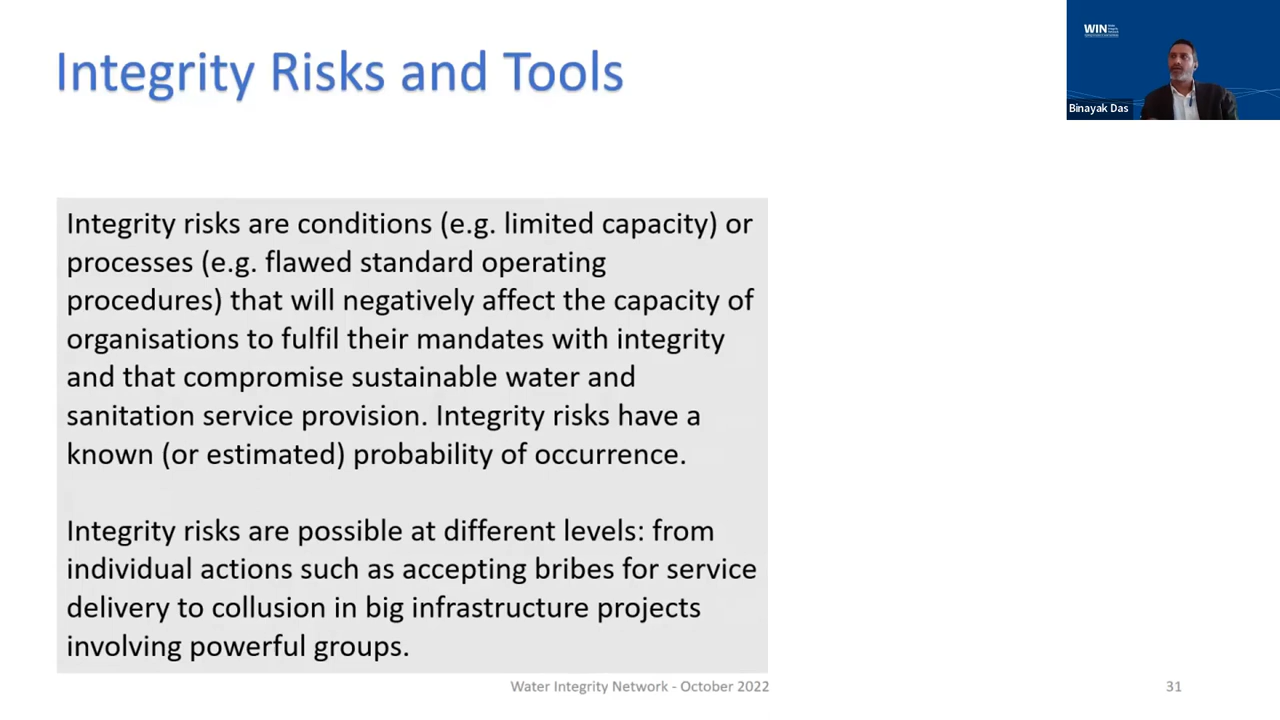 Integrity Risks and Tools
WIN
Binayak Das
Integrity risks are conditions (e.g. limited capacity) or
processes (e.g. flawed standard operating
procedures) that will negatively affect the capacity of
organisations to fulfil their mandates with integrity
and that compromise sustainable water and
sanitation service provision. Integrity risks have a
known (or estimated) probability of occurrence.
Integrity risks are possible at different levels: from
individual actions such as accepting bribes for service
delivery to collusion in big infrastructure projects
involving powerful groups.
Water Integrity Network - October 2022
31